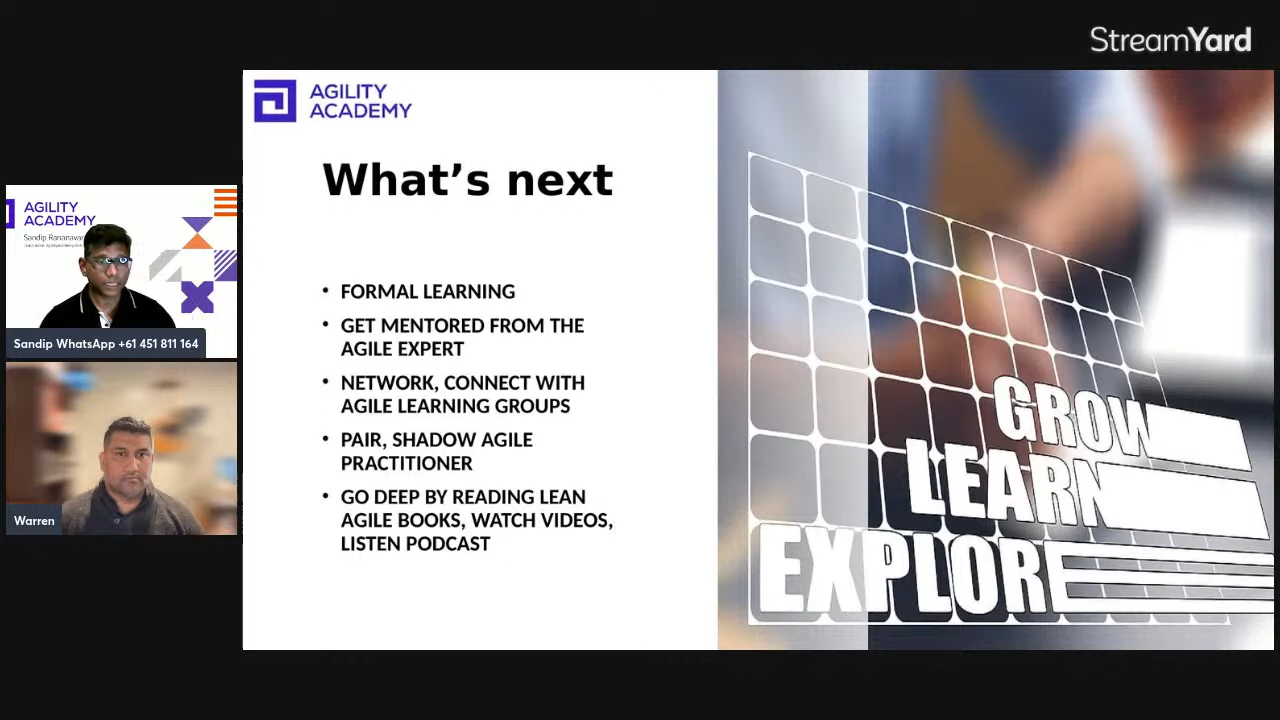 StreamYard
AGILITY
ACADEMY
What's next
• FORMAL LEARNING
• GET MENTORED FROM THE
AGILE EXPERT
• NETWORK, CONNECT WITH
AGILE LEARNING GROUPS
• PAIR, SHADOW AGILE
PRACTITIONER
• GO DEEP BY READING LEAN
AGILE BOOKS, WATCH VIDEOS,
LISTEN PODCAST
GROW
LEARN
EXPLORE
AGILITY
ACADEMY
Sandip WhatsApp +61 451 811 164
Warren